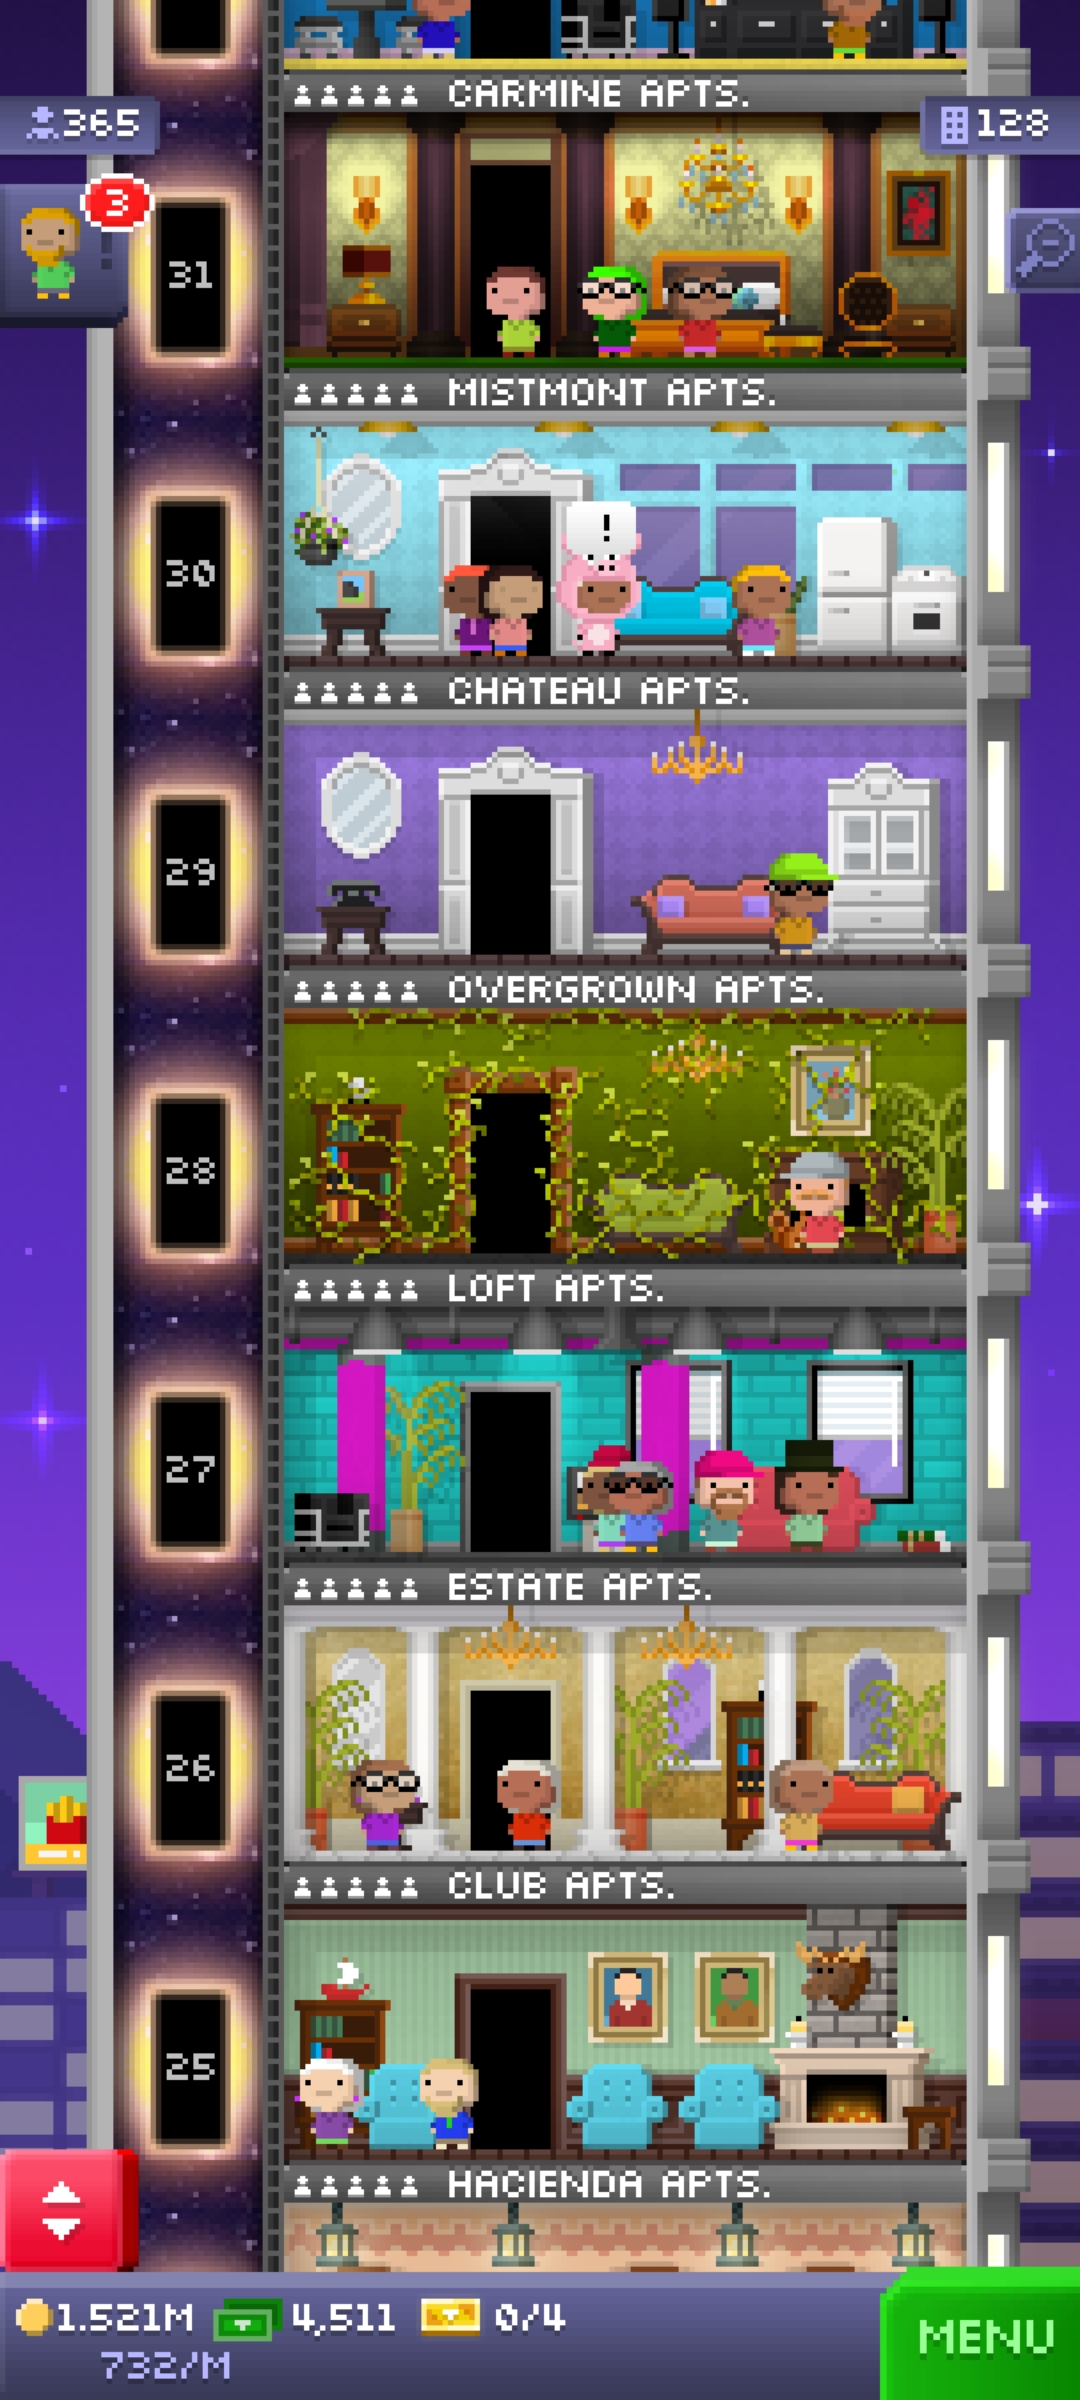 CARMINE APTS.
365
128
3
31
MISTMONT APTS.
!
30
CHATEAU APTS.
29
OVERGROWN APTS.
28
LOFT APTS.
27
ESTATE APTS.
26
CLUB APTS.
25
HACIENDA APTS.
1.521M 4,511 0/4
732/M
MENU